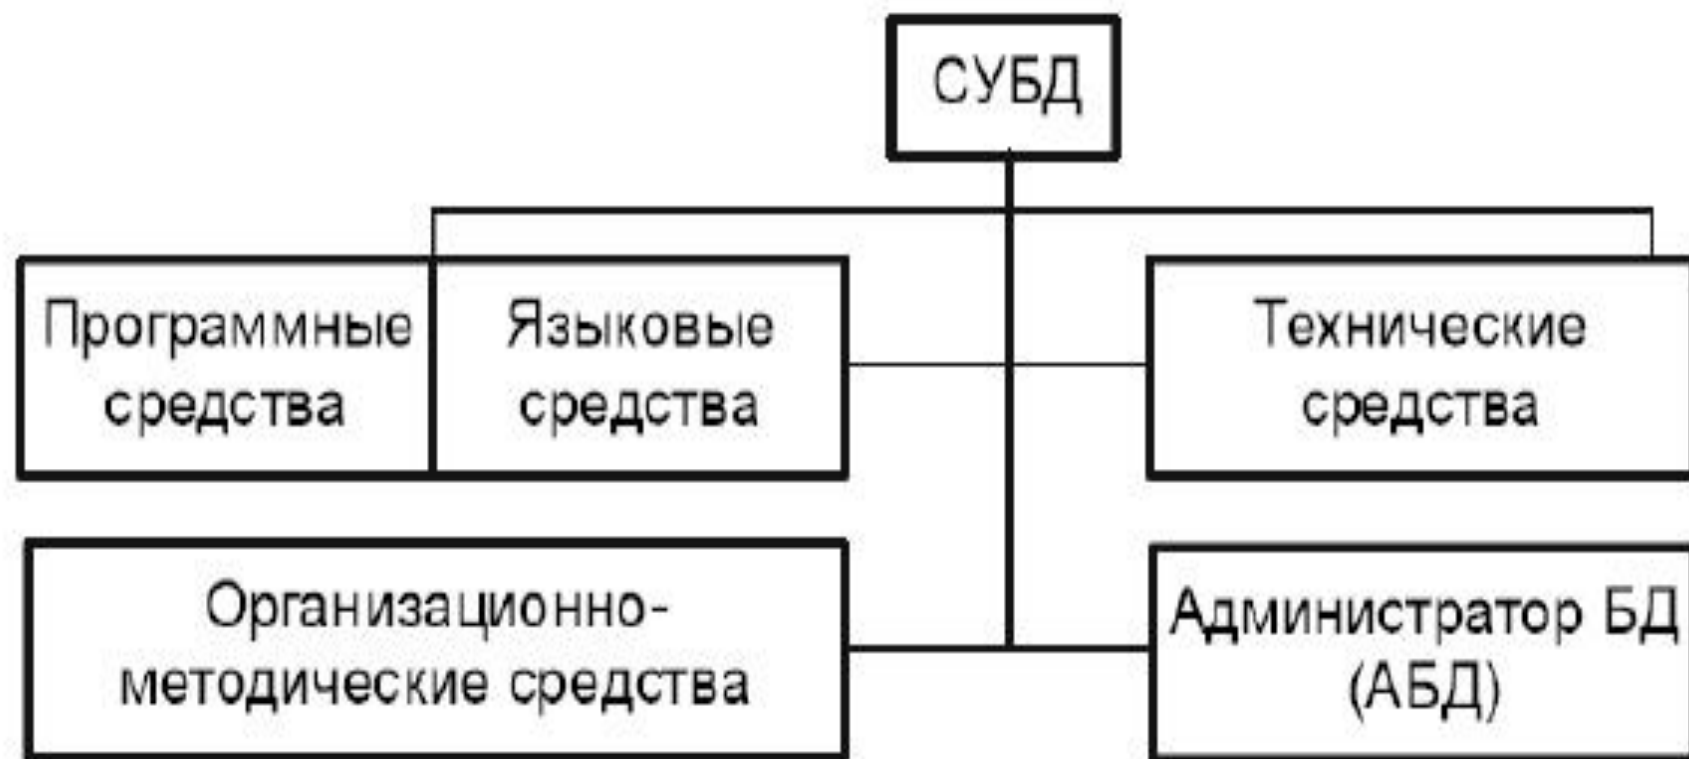 СУБД
Программные
средства
Языковые
средства
Технические
средства
Организационно-
методические средства
Администратор БД
(АБД)